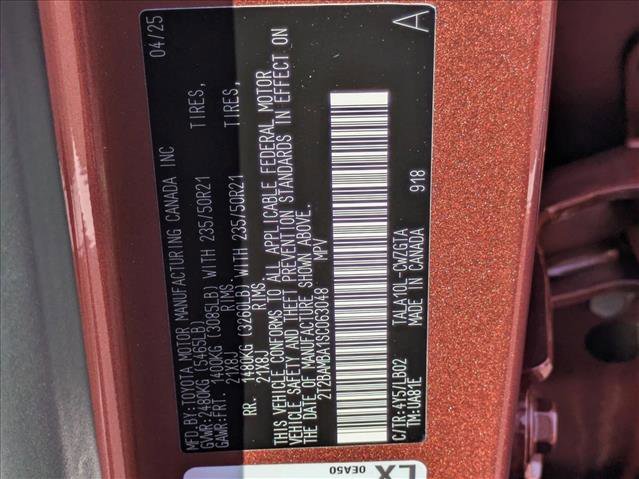 MFD.BY:TOYOTA MOTOR MANUFACTURING CANADA INC 04/25
GVWR:2480KG(5465LB)
GAWR:FRT. 1400KG (3085LB) WITH 235/50R21 TIRES,
21X8J RIMS
RR. 1480KG (3260LB) WITH 235/50R21 TIRES,
21X8J RIMS
THIS VEHICLE CONFORMS TO ALL APPLICABLE FEDERAL MOTOR
VEHICLE SAFETY AND THEFT PREVENTION STANDARDS IN EFFECT ON
THE DATE OF MANUFACTURE SHOWN ABOVE.
2T2BAMBA1SC063048 MPV
C/TR:4Y5/LB02 TALA10L-CWZGTA
TM:UA81E MADE IN CANADA 918
A
LX
0EA50